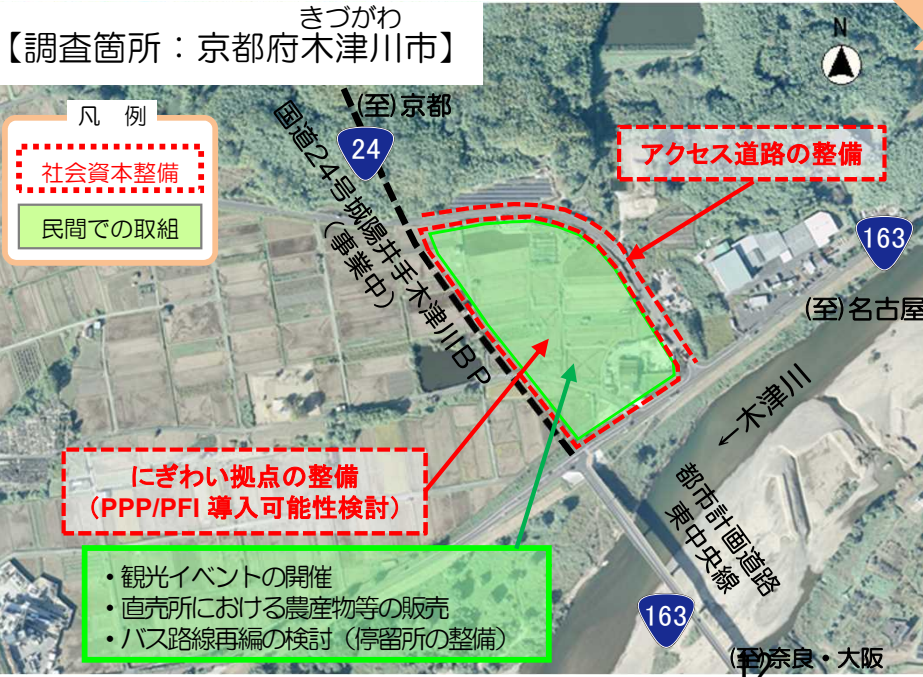 きづがわ
【調査箇所：京都府木津川市】
N
凡　例
社会資本整備
民間での取組
(至)京都
24
国道24号城陽井手木津川BP
(事業中)
アクセス道路の整備
163
(至)名古屋
←木津川
にぎわい拠点の整備
(PPP/PFI 導入可能性検討)
都市計画道路
東中央線
・観光イベントの開催
・直売所における農産物等の販売
・バス路線再編の検討（停留所の整備）
163
(至)奈良・大阪
12